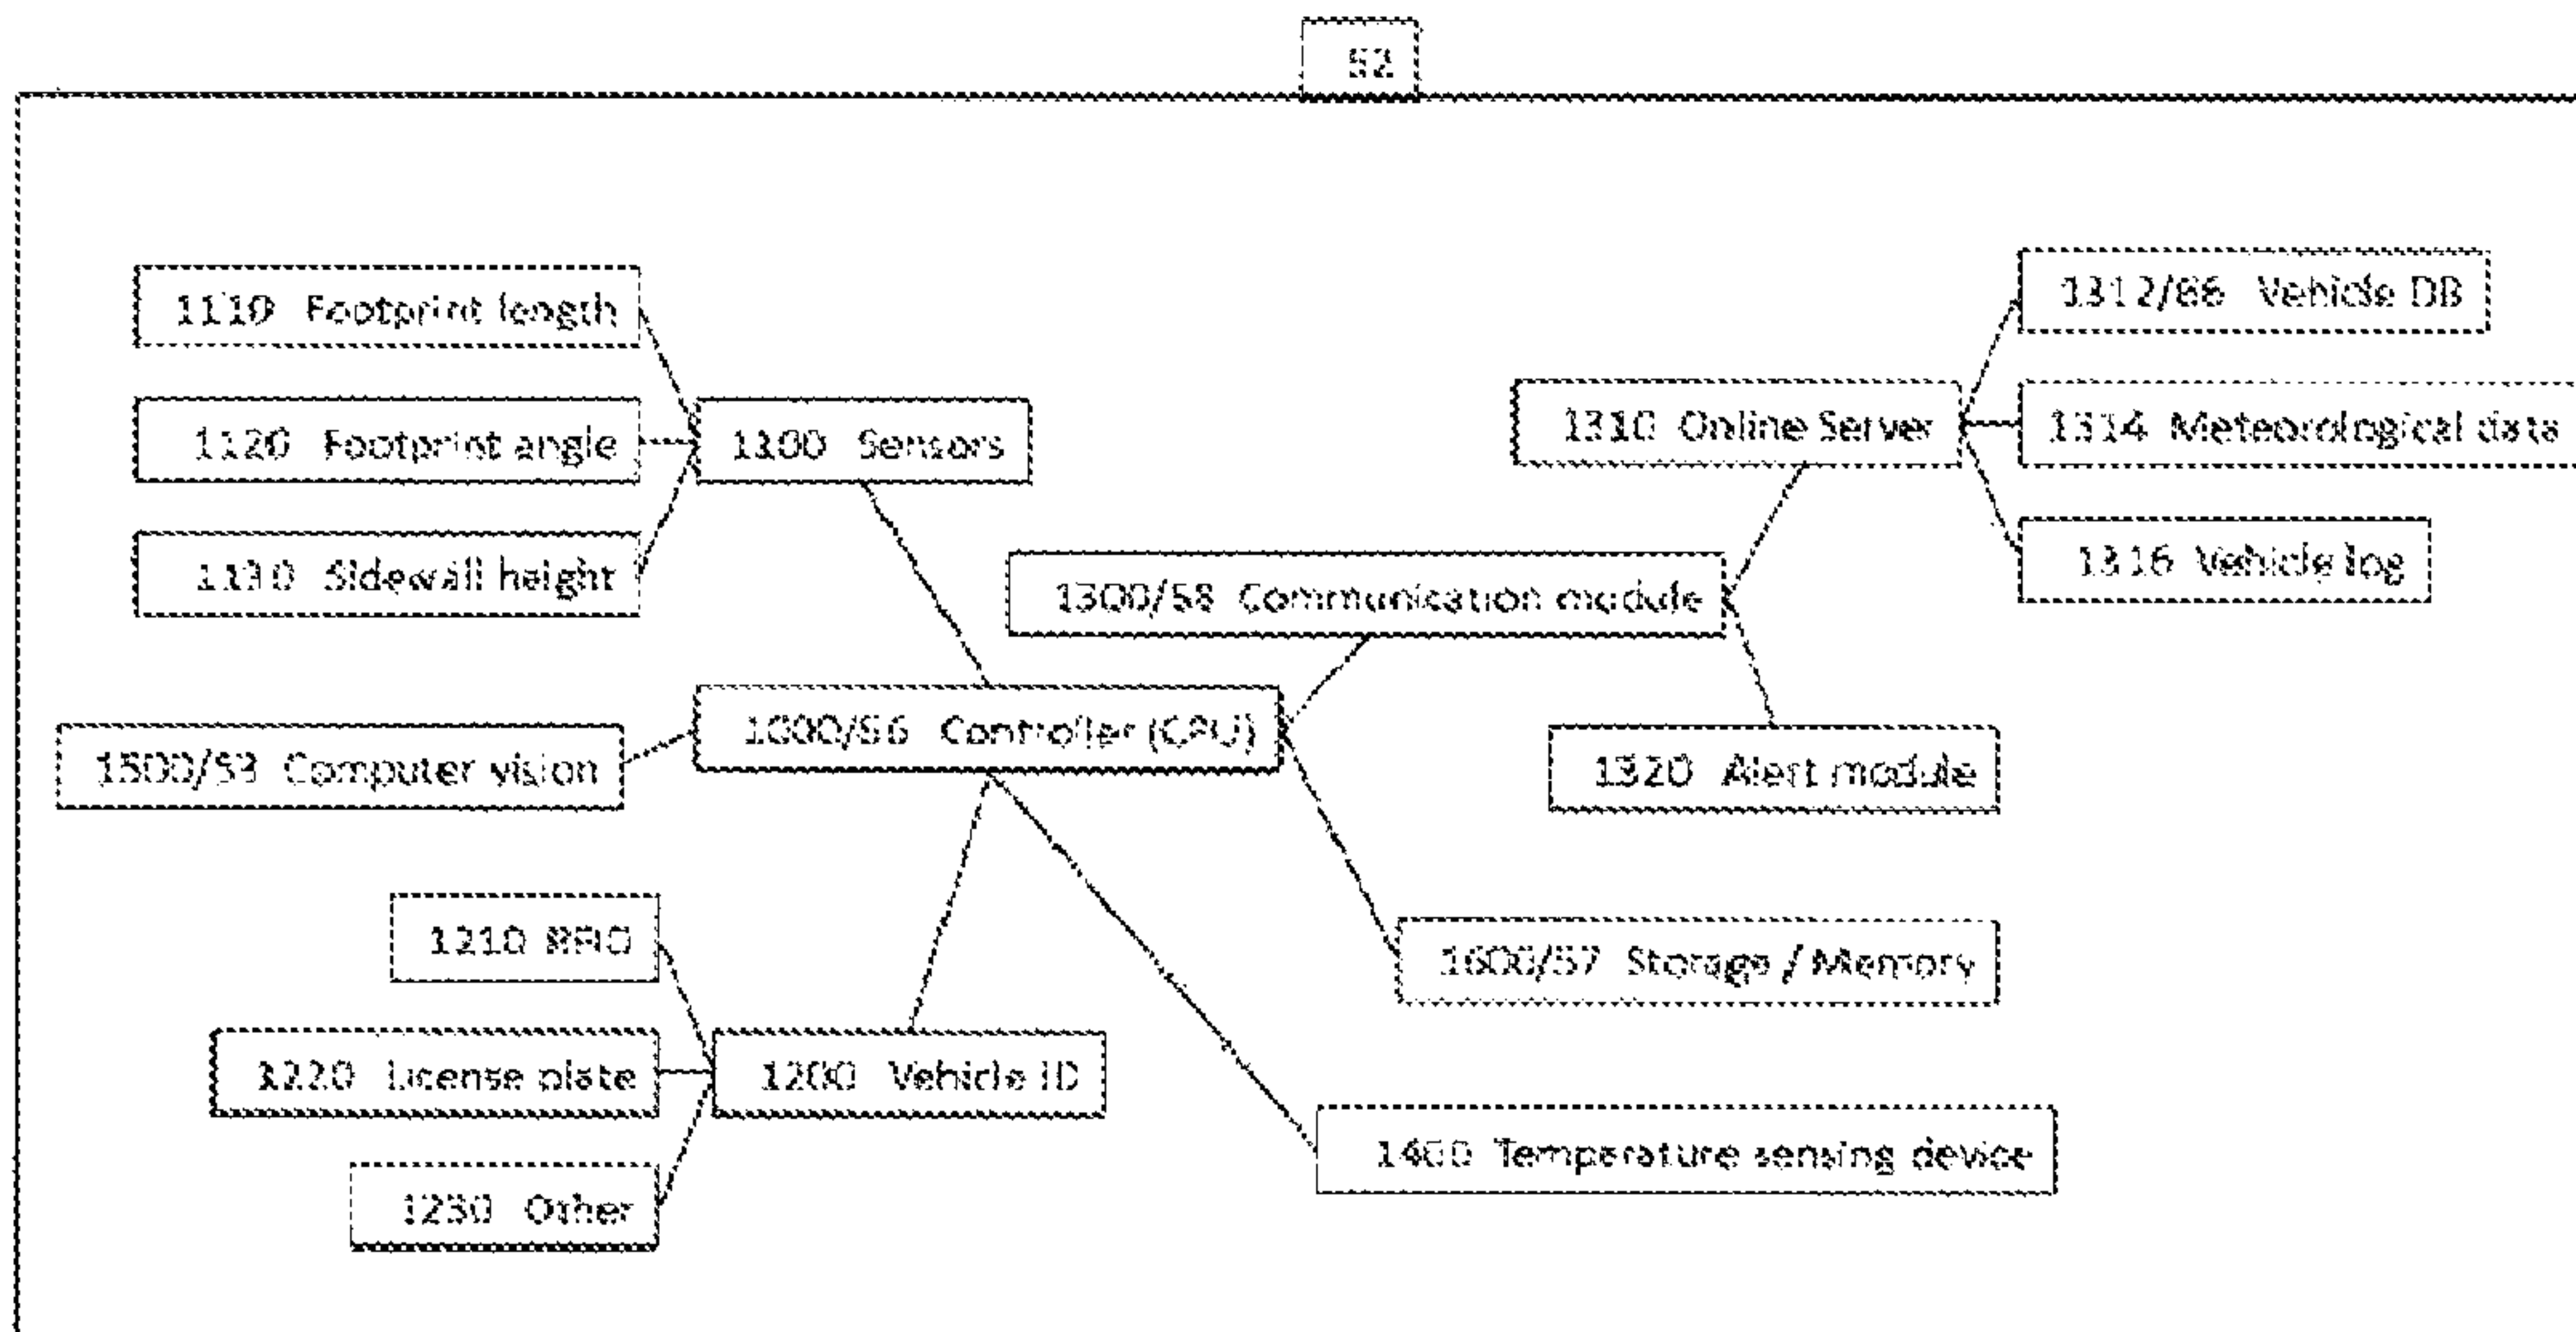 52
1110 Footprint length
1312/86 Vehicle DB
1120 Footprint angle
1100 Sensors
1310 Online Server
1314 Meteorological data
1130 Sidewall height
1300/58 Communication module
1316 Vehicle log
1500/53 Computer vision
1000/56 Controller (CPU)
1320 Alert module
1210 RFID
1600/57 Storage / Memory
1220 License plate
1200 Vehicle ID
1400 Temperature sensing device
1230 Other